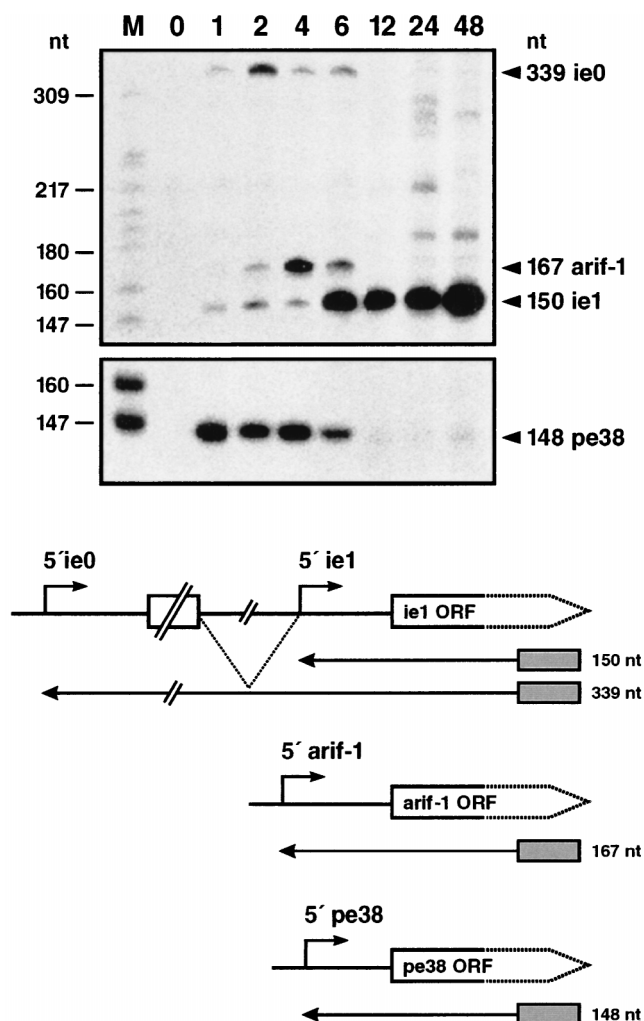 nt M 0 1 2 4 6 12 24 48 nt
339 ie0
309
217
180
167 arif-1
160
150 ie1
147
160
147
148 pe38
5´ie0 5´ ie1
ie1 ORF
150 nt
339 nt
5´ arif-1
arif-1 ORF
167 nt
5´ pe38
pe38 ORF
148 nt